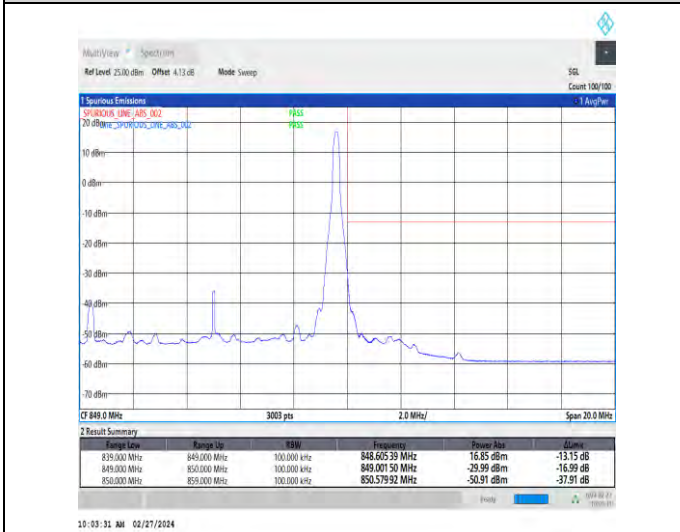 MultiView Spectrum
Ref Level 25.00 dBm Offset 4.13 dB Mode Sweep SGL
Count 100/100
1 Spurious Emissions 1 AvgPwr
SPURIOUS_LINE_ABS_002 PASS
20 dBm LINE_SPURIOUS_LINE_ABS_002 PASS
10 dBm
0 dBm
-10 dBm
-20 dBm
-30 dBm
-40 dBm
-50 dBm
-60 dBm
-70 dBm
CF 849.0 MHz 3003 pts 2.0 MHz/ Span 20.0 MHz
2 Result Summary
Range Low Range Up RBW Frequency Power Abs ΔLimit
839.000 MHz 849.000 MHz 100.000 kHz 848.60539 MHz 16.85 dBm -13.15 dB
849.000 MHz 850.000 MHz 100.000 kHz 849.00150 MHz -29.99 dBm -16.99 dB
850.000 MHz 859.000 MHz 100.000 kHz 850.57992 MHz -50.91 dBm -37.91 dB
Ready
10:03:31 AM 02/27/2024